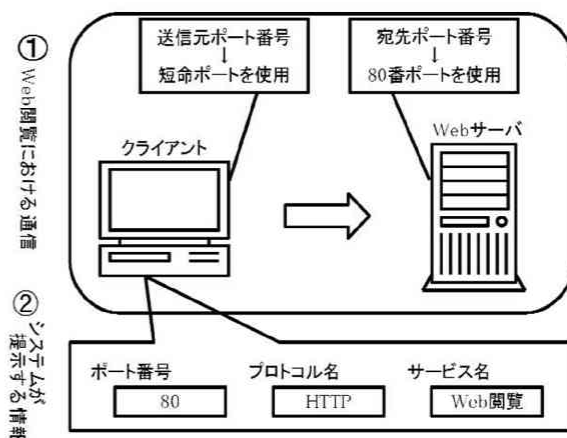 ① Web閲覧における通信
送信元ポート番号
↓
短命ポートを使用
宛先ポート番号
↓
80番ポートを使用
クライアント
Webサーバ
② システムが
提示する情報
ポート番号
80
プロトコル名
HTTP
サービス名
Web閲覧